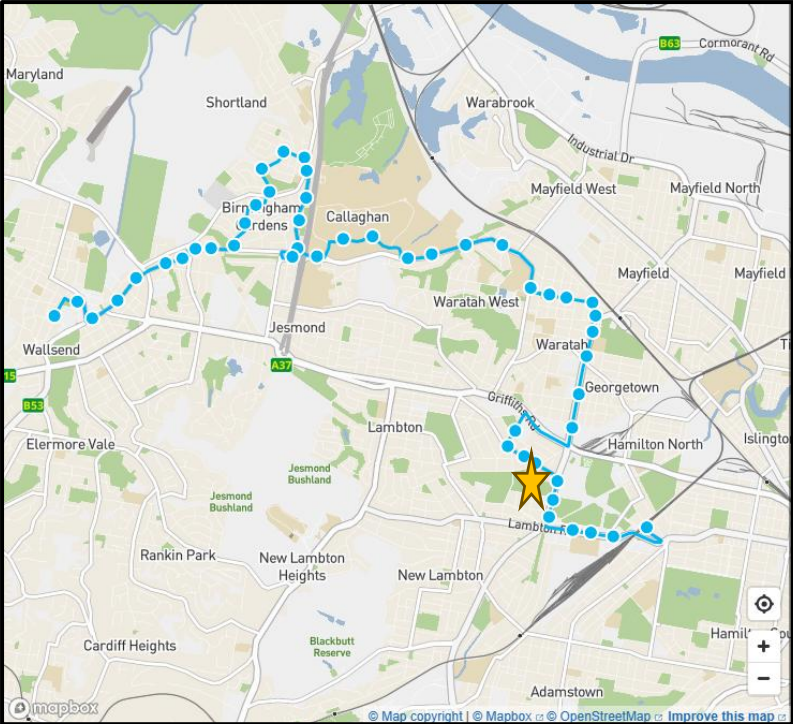 B63
Cormorant Rd
Maryland
Shortland
Warabrook
Industrial Dr
Mayfield West
Mayfield North
Birmingham
Gardens
Callaghan
Mayfield
Mayfield
Waratah West
Jesmond
Waratah
Wallsend
A37
15
Georgetown
B53
Griffiths Rd
Lambton
Elermore Vale
Hamilton North
Jesmond
Bushland
Jesmond
Bushland
Lambton
Rankin Park
New Lambton
Heights
New Lambton
Blackbutt
Reserve
Cardiff Heights
Adamstown
+
−
mapbox
© Map copyright | © Mapbox © OpenStreetMap Improve this map